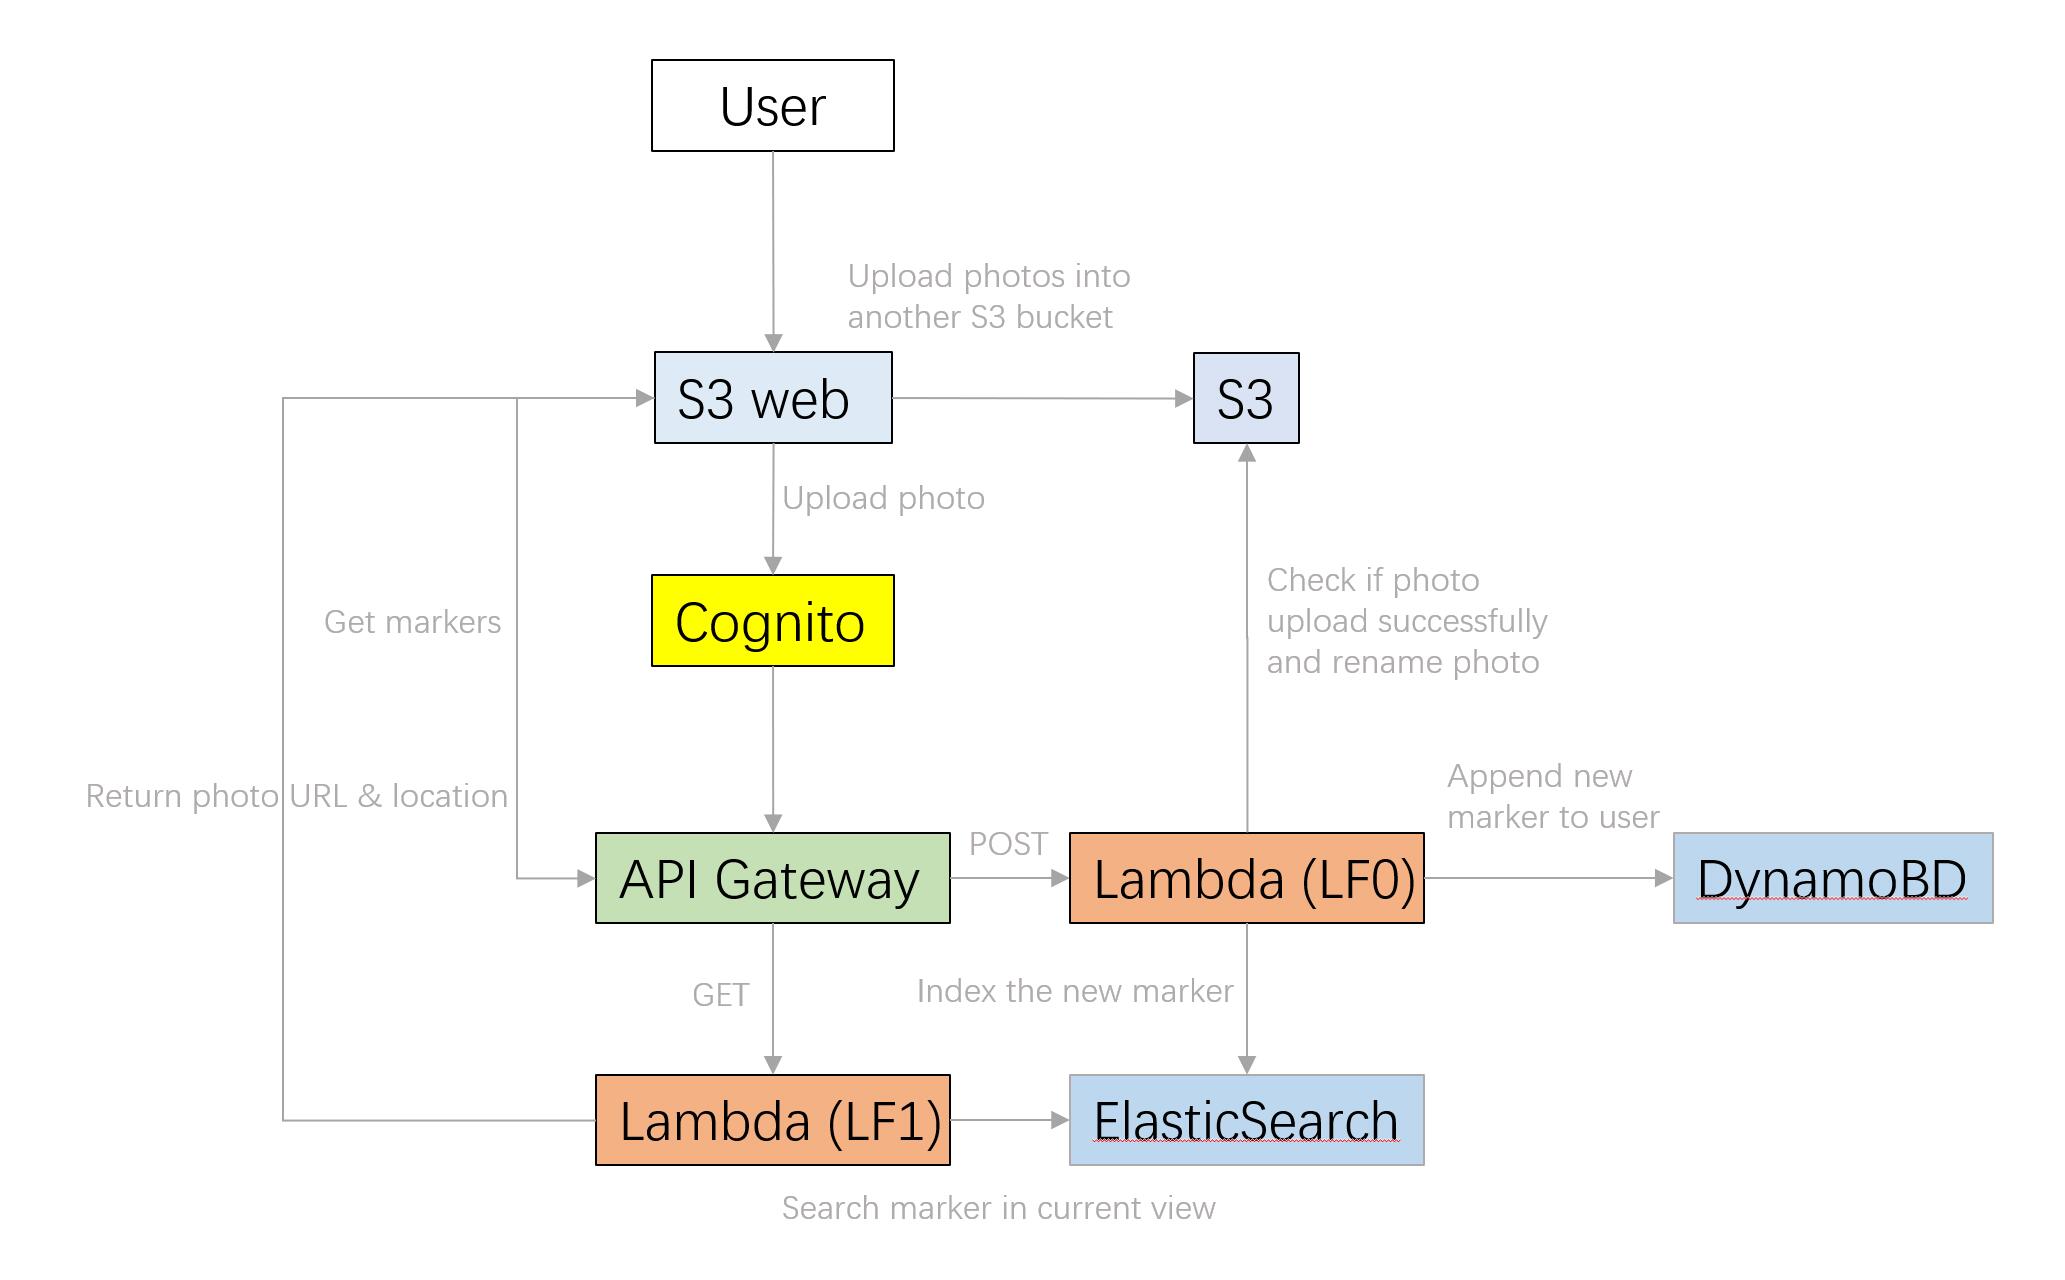 User
Upload photos into
another S3 bucket
S3 web
S3
Upload photo
Cognito
Check if photo
upload successfully
and rename photo
Get markers
Return photo URL & location
Append new
marker to user
API Gateway
POST
Lambda (LF0)
DynamoBD
GET
Index the new marker
Lambda (LF1)
ElasticSearch
Search marker in current view